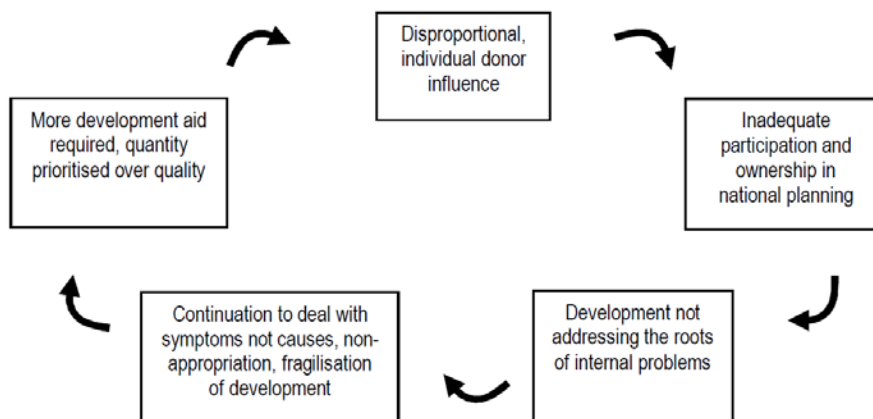 Disproportional,
individual donor
influence
Inadequate
participation and
ownership in
national planning
Development not
addressing the roots
of internal problems
Continuation to deal with
symptoms not causes, non-
appropriation, fragilisation
of development
More development aid
required, quantity
prioritised over quality